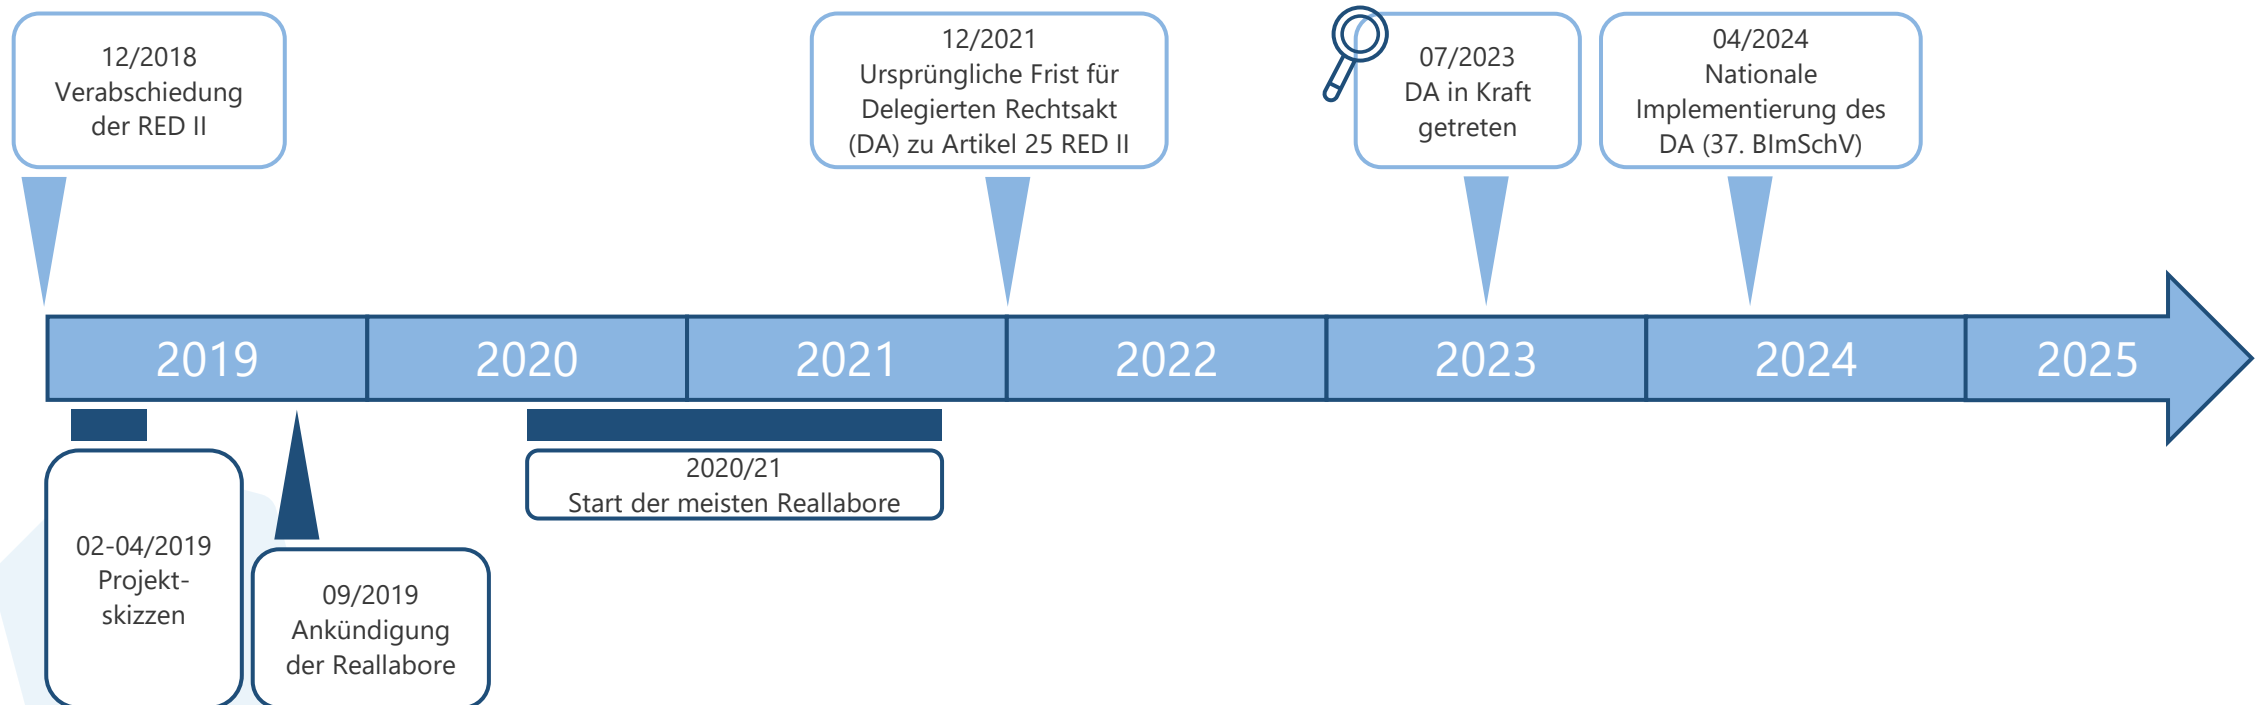 12/2018
Verabschiedung
der RED II
12/2021
Ursprüngliche Frist für
Delegierten Rechtsakt
(DA) zu Artikel 25 RED II
07/2023
DA in Kraft
getreten
04/2024
Nationale
Implementierung des
DA (37. BImSchV)
2019
2020
2021
2022
2023
2024
2025
02-04/2019
Projekt-
skizzen
09/2019
Ankündigung
der Reallabore
2020/21
Start der meisten Reallabore